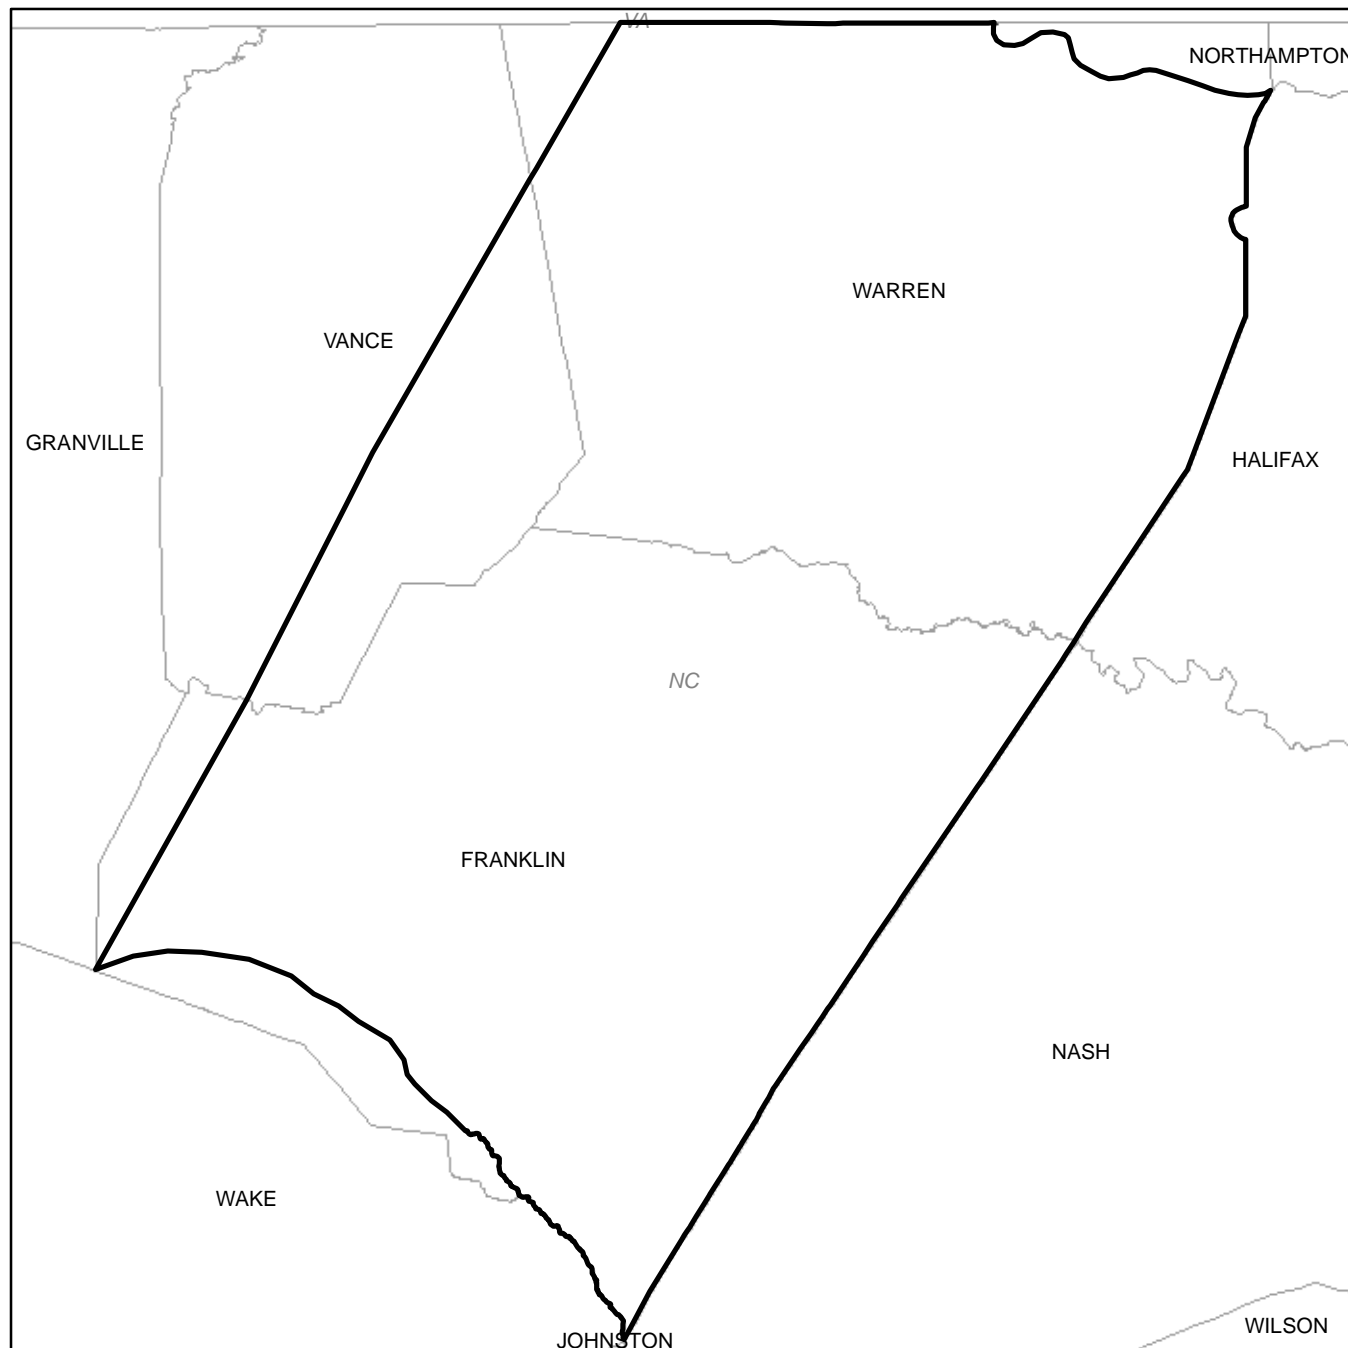 VA
NORTHAMPTON
WARREN
VANCE
GRANVILLE
HALIFAX
NC
FRANKLIN
NASH
WAKE
WILSON
JOHNSTON